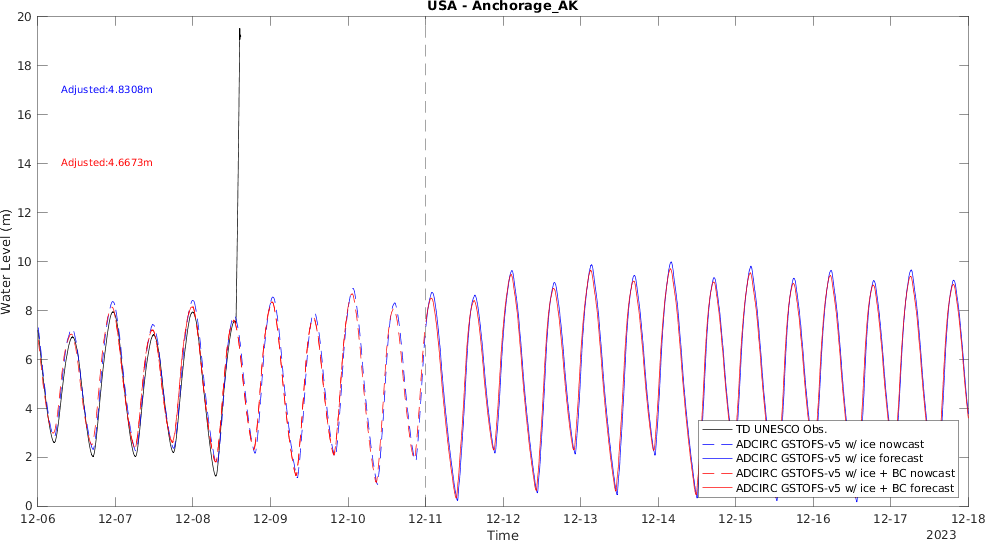 USA - Anchorage_AK
20
18
16
14
12
10
8
6
4
2
0
Water Level (m)
Adjusted:4.8308m
Adjusted:4.6673m
TD UNESCO Obs.
ADCIRC GSTOFS-v5 w/ ice nowcast
ADCIRC GSTOFS-v5 w/ ice forecast
ADCIRC GSTOFS-v5 w/ ice + BC nowcast
ADCIRC GSTOFS-v5 w/ ice + BC forecast
12-06 12-07 12-08 12-09 12-10 12-11 12-12 12-13 12-14 12-15 12-16 12-17 12-18
Time
2023